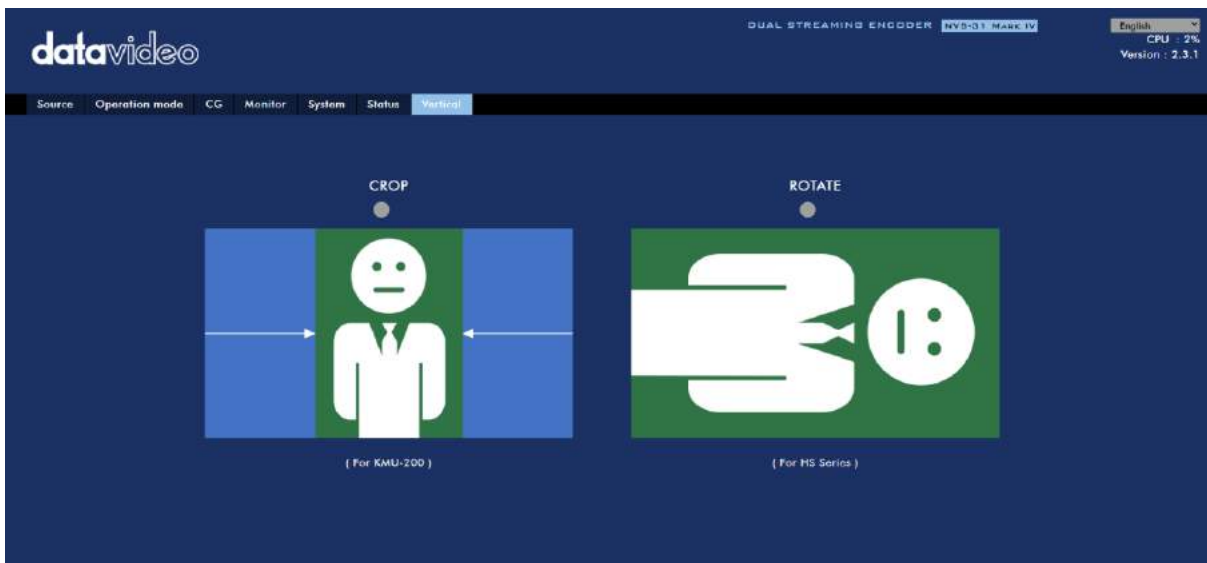 datavideo
DUAL STREAMING ENCODER NVS-31 MARK IV
English
CPU : 2%
Version : 2.3.1
Source Operation mode CG Monitor System Status Vertical
CROP ROTATE
( For KMU-200 ) ( For HS Series )